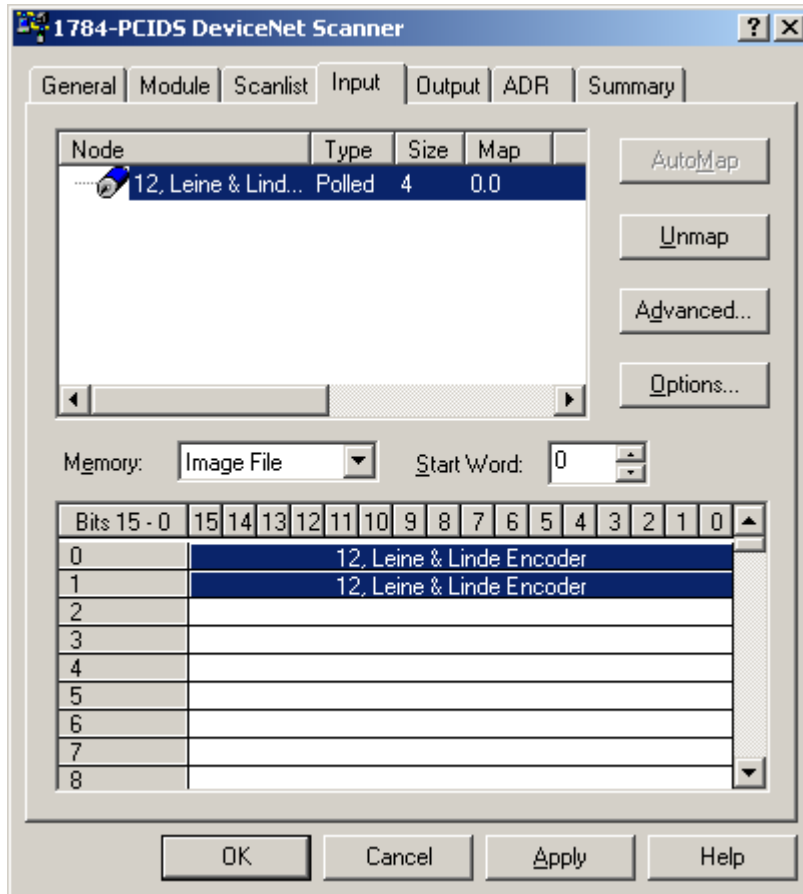 1784-PCIDS DeviceNet Scanner
General Module Scanlist Input Output ADR Summary
Node Type Size Map
12, Leine & Lind... Polled 4 0.0
AutoMap
Unmap
Advanced...
Options...
Memory: Image File Start Word: 0
Bits 15 - 0 15 14 13 12 11 10 9 8 7 6 5 4 3 2 1 0
0 12, Leine & Linde Encoder
1 12, Leine & Linde Encoder
2
3
4
5
6
7
8
OK Cancel Apply Help